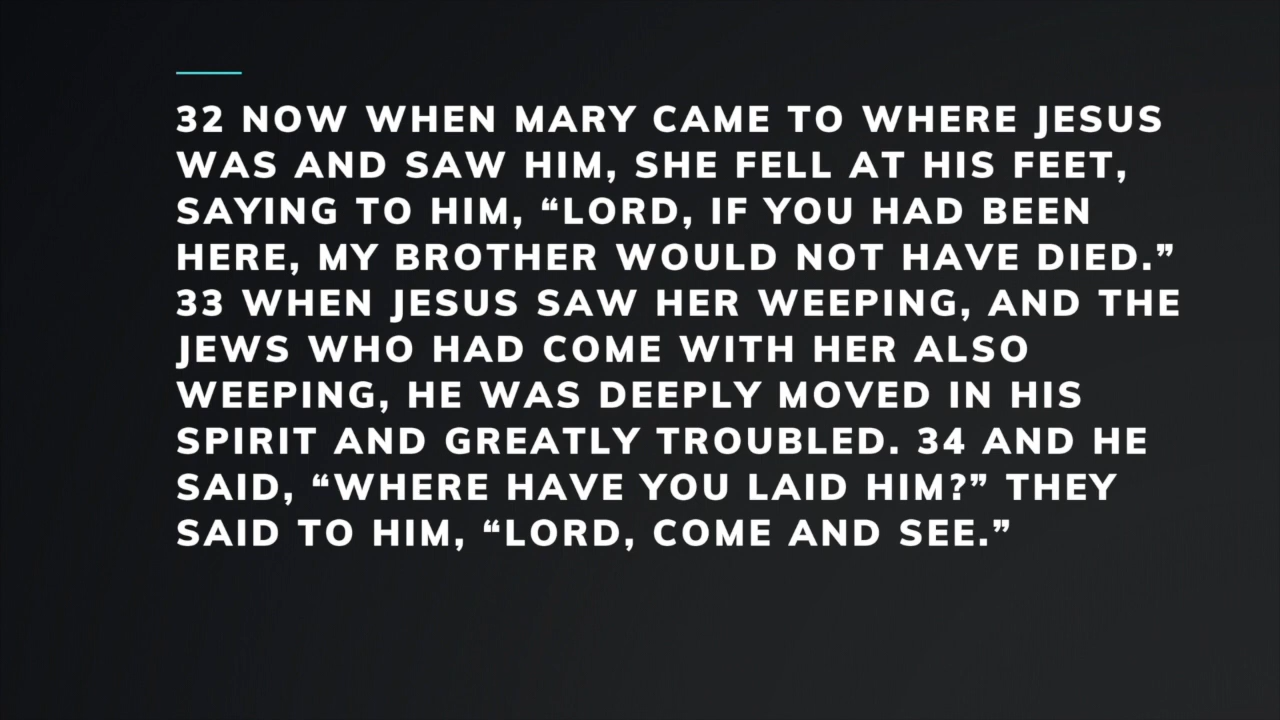 32 NOW WHEN MARY CAME TO WHERE JESUS
WAS AND SAW HIM, SHE FELL AT HIS FEET,
SAYING TO HIM, “LORD, IF YOU HAD BEEN
HERE, MY BROTHER WOULD NOT HAVE DIED.”
33 WHEN JESUS SAW HER WEEPING, AND THE
JEWS WHO HAD COME WITH HER ALSO
WEEPING, HE WAS DEEPLY MOVED IN HIS
SPIRIT AND GREATLY TROUBLED. 34 AND HE
SAID, “WHERE HAVE YOU LAID HIM?” THEY
SAID TO HIM, “LORD, COME AND SEE.”